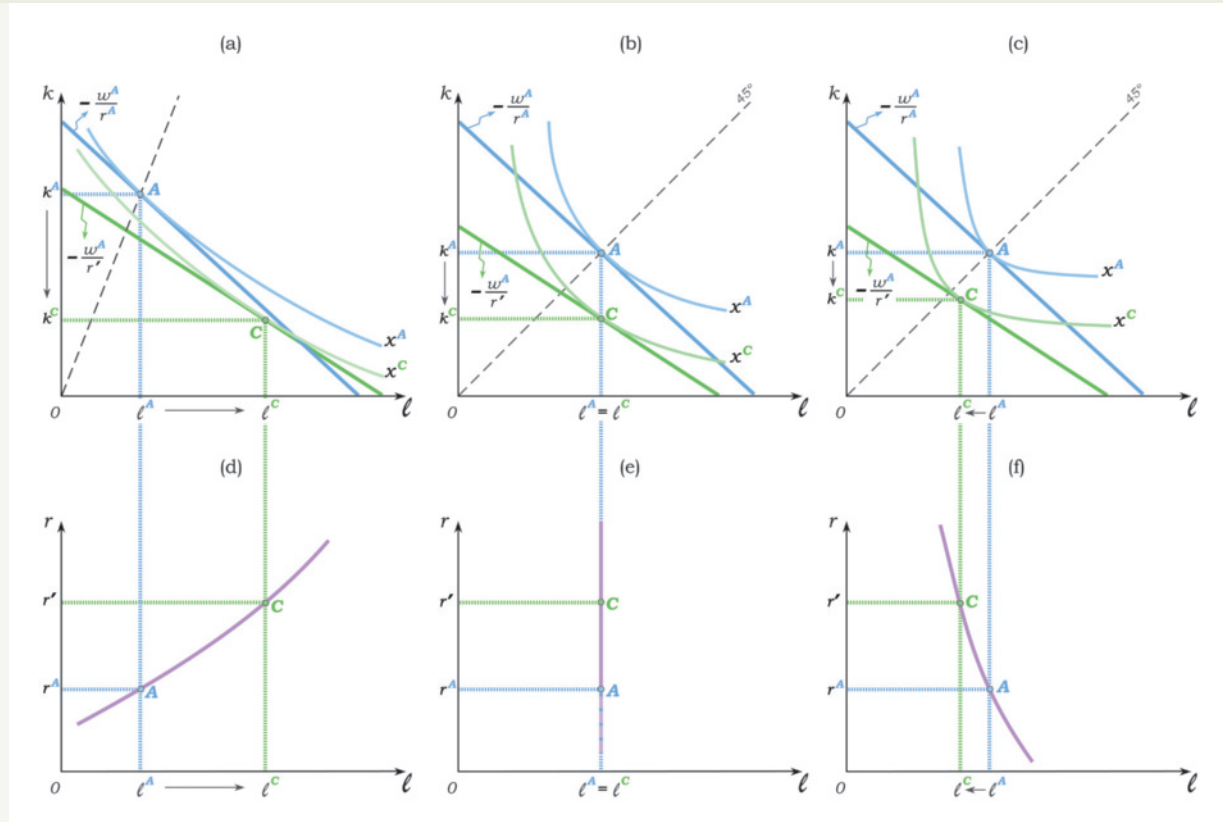 (a)
k
− w^A / r^A
k^A
A
− w^A / r'
k^C
C
x^A
x^C
0
ℓ^A
ℓ^C
ℓ
(b)
k
− w^A / r^A
45°
k^A
A
− w^A / r'
k^C
C
x^A
x^C
0
ℓ^A = ℓ^C
ℓ
(c)
k
− w^A / r^A
45°
k^A
A
− w^A / r'
k^C
C
x^A
x^C
0
ℓ^C ← ℓ^A
ℓ
(d)
r
r'
C
r^A
A
0
ℓ^A
ℓ^C
ℓ
(e)
r
r'
C
r^A
A
0
ℓ^A = ℓ^C
ℓ
(f)
r
r'
C
r^A
A
0
ℓ^C ← ℓ^A
ℓ